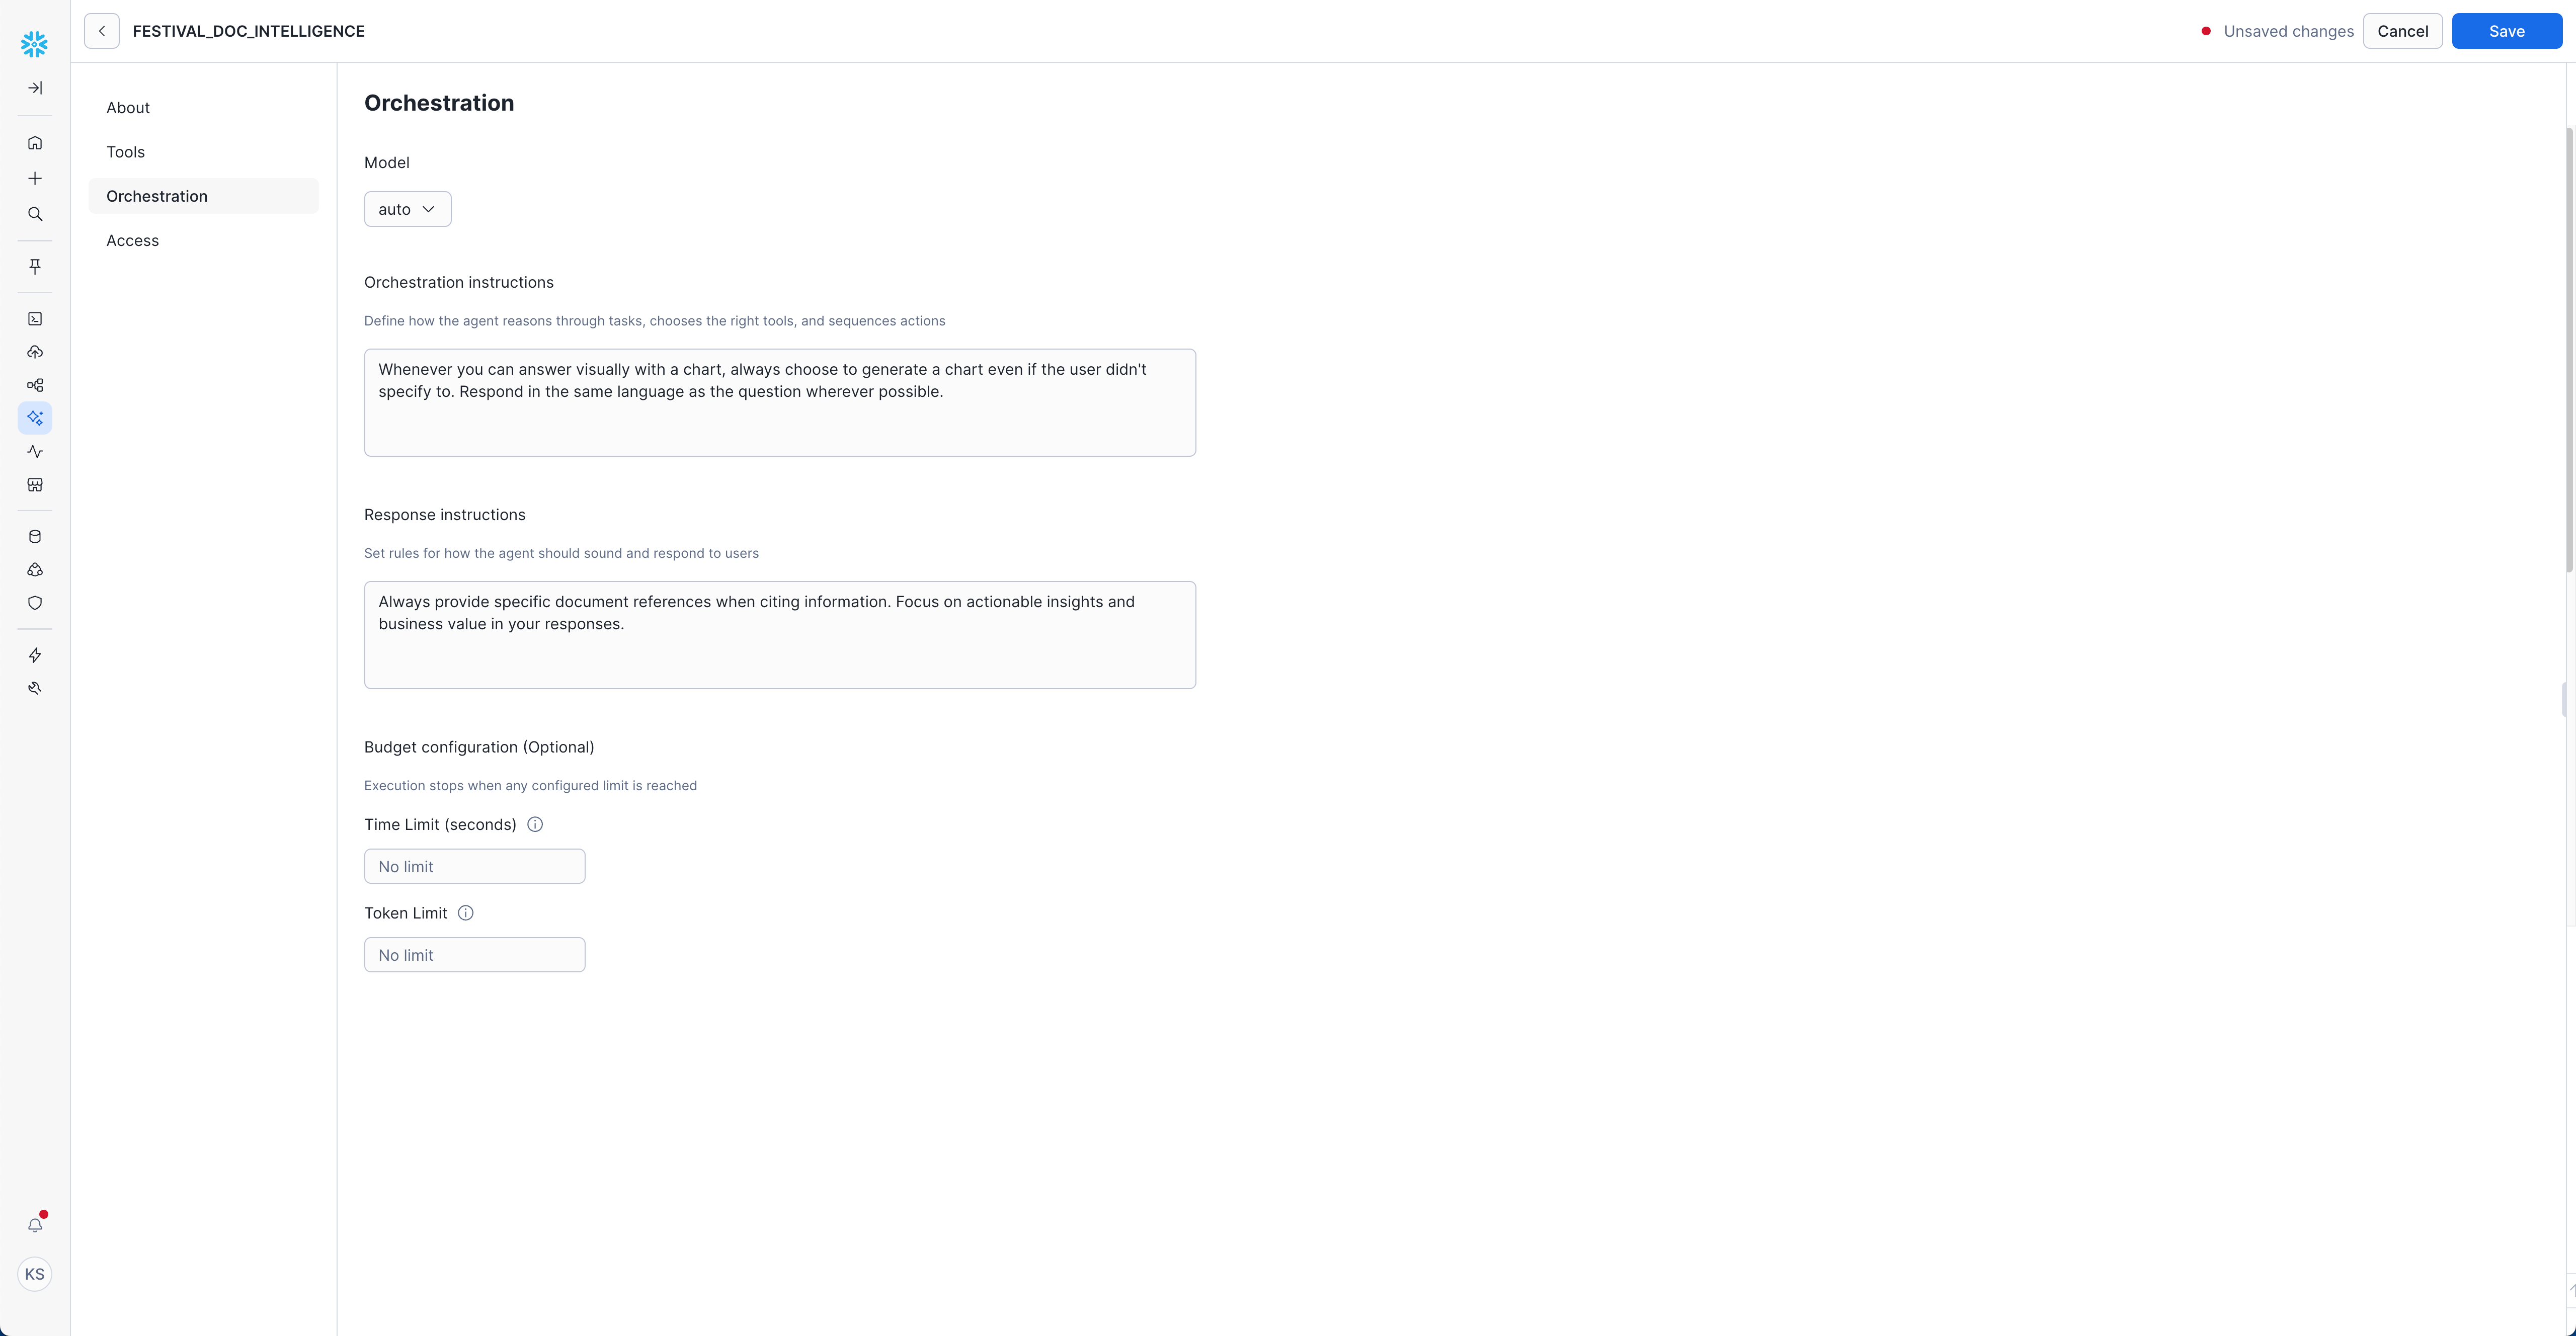 FESTIVAL_DOC_INTELLIGENCE
Unsaved changes
Cancel
Save
About
Tools
Orchestration
Access
Orchestration
Model
auto
Orchestration instructions
Define how the agent reasons through tasks, chooses the right tools, and sequences actions
Whenever you can answer visually with a chart, always choose to generate a chart even if the user didn't
specify to. Respond in the same language as the question wherever possible.
Response instructions
Set rules for how the agent should sound and respond to users
Always provide specific document references when citing information. Focus on actionable insights and
business value in your responses.
Budget configuration (Optional)
Execution stops when any configured limit is reached
Time Limit (seconds)
No limit
Token Limit
No limit
KS